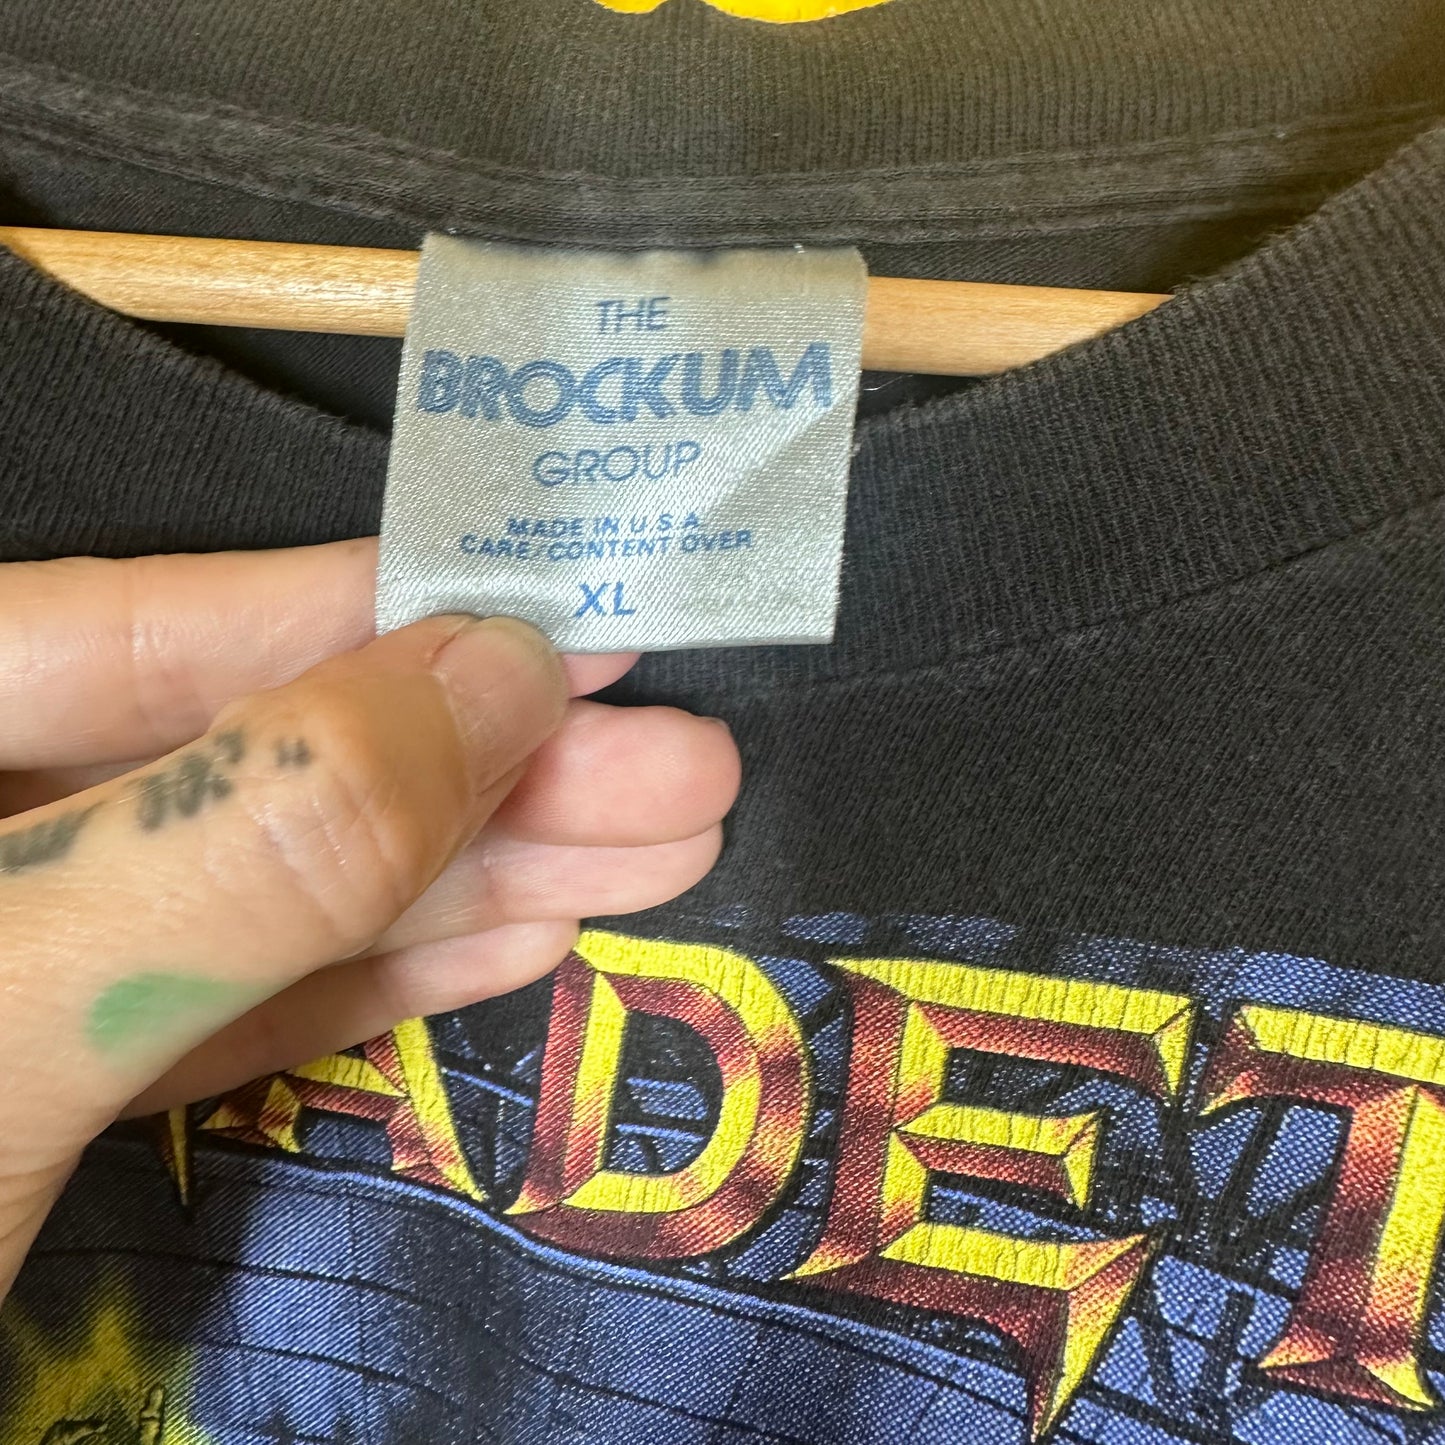 THE
BROCKUM
GROUP
MADE IN U.S.A.
CARE/CONTENT OVER
XL
ADET